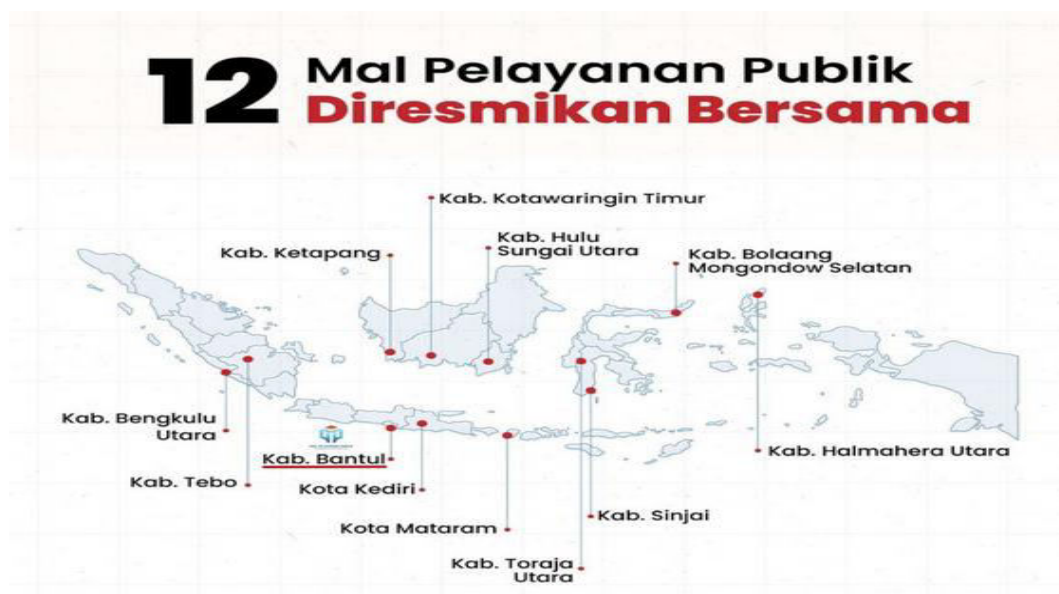 12 Mal Pelayanan Publik
Diresmikan Bersama
Kab. Kotawaringin Timur
Kab. Ketapang
Kab. Hulu
Sungai Utara
Kab. Bolaang
Mongondow Selatan
Kab. Bengkulu
Utara
Kab. Bantul
Kab. Halmahera Utara
Kab. Tebo
Kota Kediri
Kab. Sinjai
Kota Mataram
Kab. Toraja
Utara